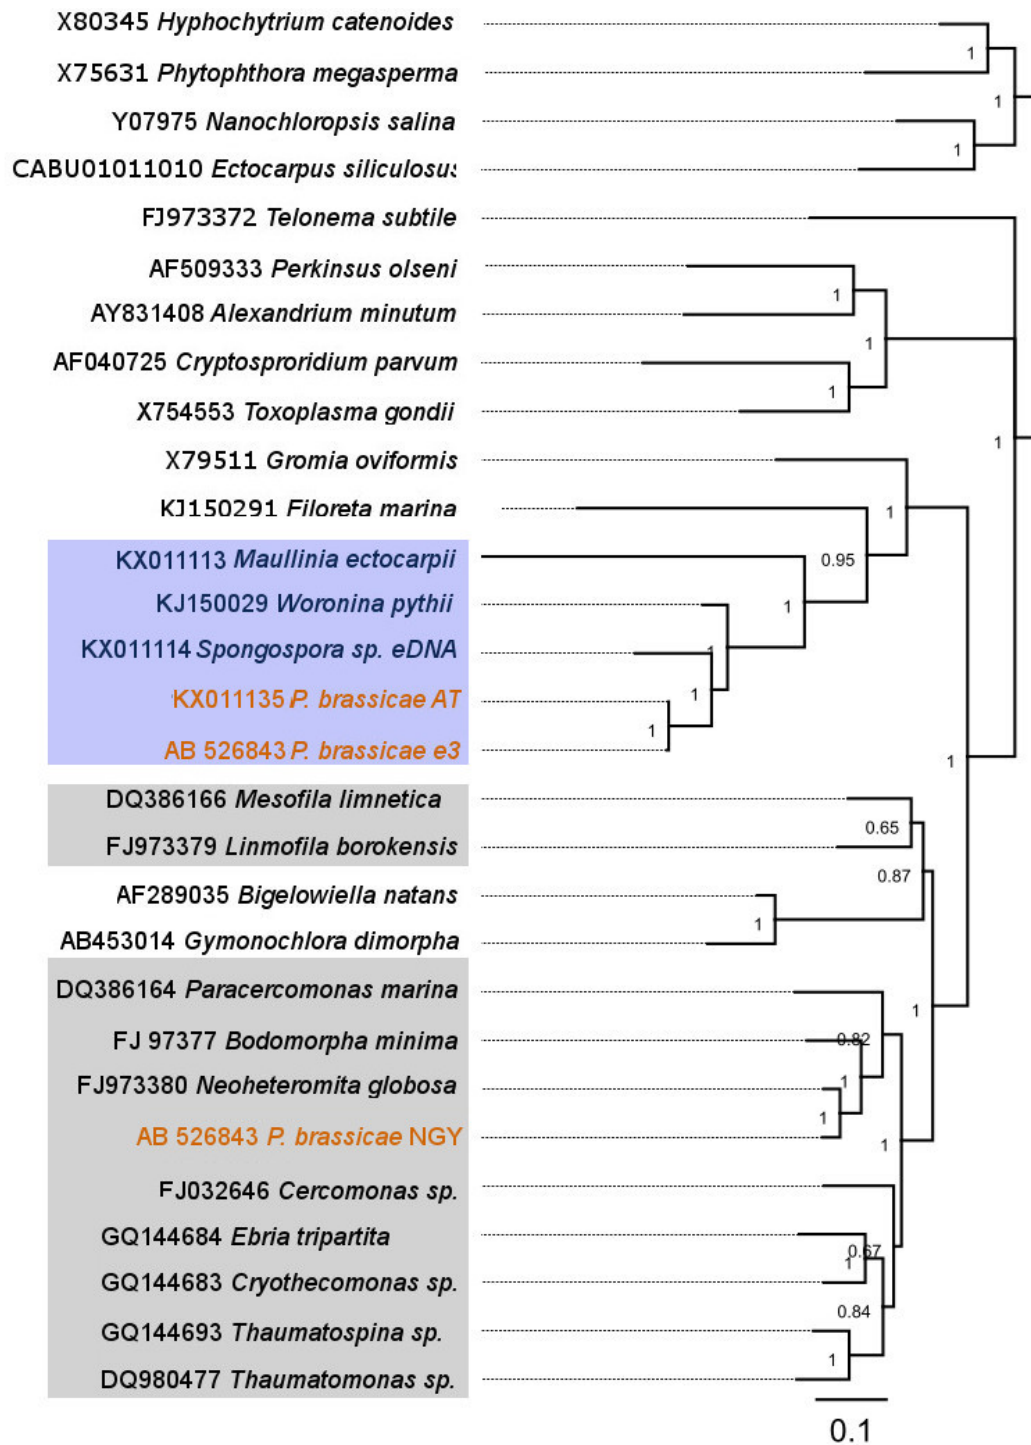 X80345 Hyphochytrium catenoides
1
X75631 Phytophthora megasperma
1
Y07975 Nanochloropsis salina
1
CABU01011010 Ectocarpus siliculosus
FJ973372 Telonema subtile
AF509333 Perkinsus olseni
1
AY831408 Alexandrium minutum
1
AF040725 Cryptosproridium parvum
1
X754553 Toxoplasma gondii
1
X79511 Gromia oviformis
1
KJ150291 Filoreta marina
KX011113 Maullinia ectocarpii
0.95
KJ150029 Woronina pythii
1
KX011114 Spongospora sp. eDNA
1
KX011135 P. brassicae AT
1
1
AB 526843 P. brassicae e3
1
DQ386166 Mesofila limnetica
0.65
FJ973379 Linmofila borokensis
0.87
AF289035 Bigelowiella natans
1
AB453014 Gymonochlora dimorpha
DQ386164 Paracercomonas marina
1
FJ 97377 Bodomorpha minima
0.82
FJ973380 Neoheteromita globosa
1
1
AB 526843 P. brassicae NGY
1
FJ032646 Cercomonas sp.
GQ144684 Ebria tripartita
0.67
1
GQ144683 Cryothecomonas sp.
0.84
GQ144693 Thaumatospina sp.
1
DQ980477 Thaumatomonas sp.
0.1